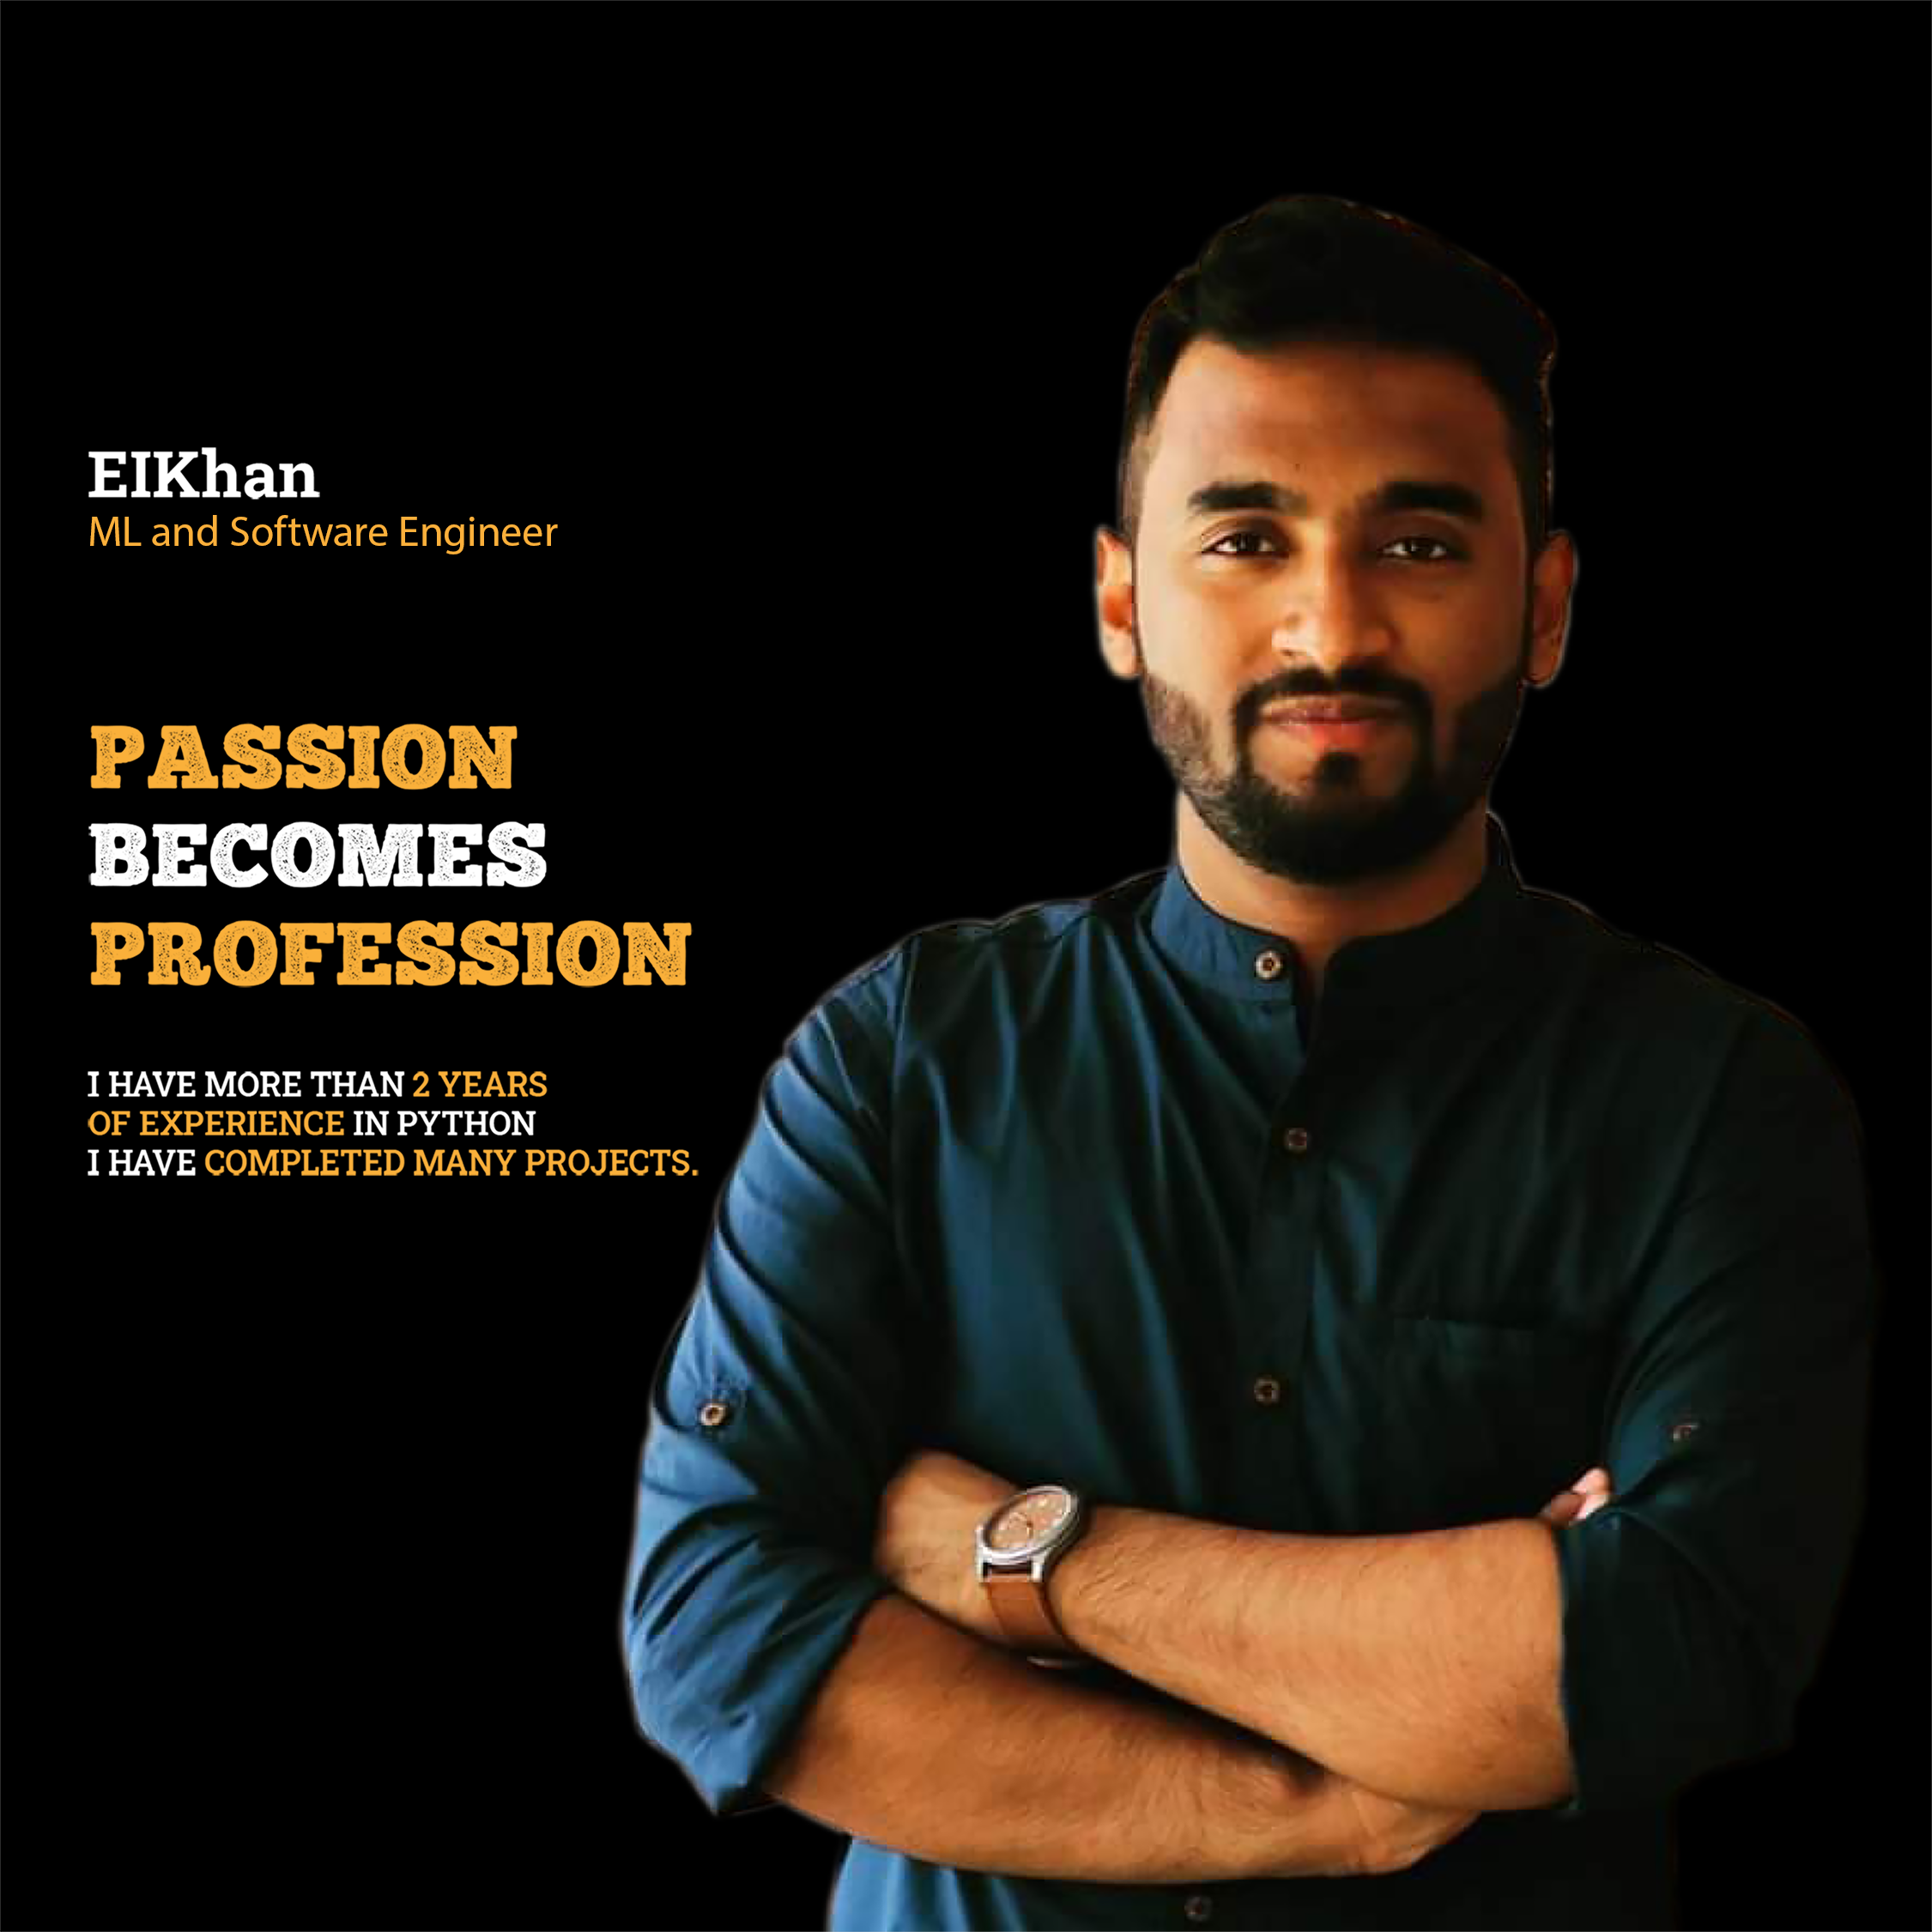 EIKhan
ML and Software Engineer
PASSION
BECOMES
PROFESSION
I HAVE MORE THAN 2 YEARS
OF EXPERIENCE IN PYTHON
I HAVE COMPLETED MANY PROJECTS.